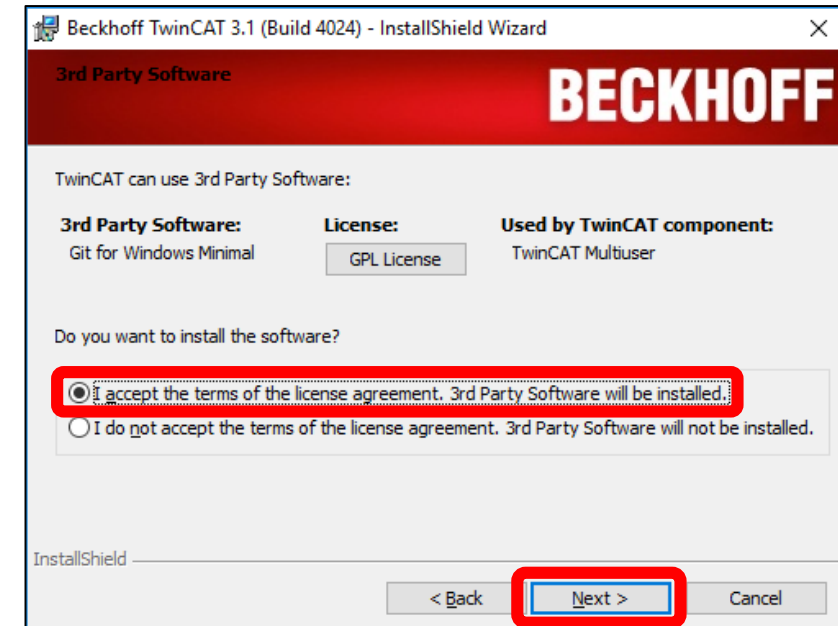 Beckhoff TwinCAT 3.1 (Build 4024) - InstallShield Wizard
3rd Party Software
BECKHOFF
TwinCAT can use 3rd Party Software:
3rd Party Software: License: Used by TwinCAT component:
Git for Windows Minimal GPL License TwinCAT Multiuser
Do you want to install the software?
I accept the terms of the license agreement. 3rd Party Software will be installed.
I do not accept the terms of the license agreement. 3rd Party Software will not be installed.
InstallShield
< Back Next > Cancel